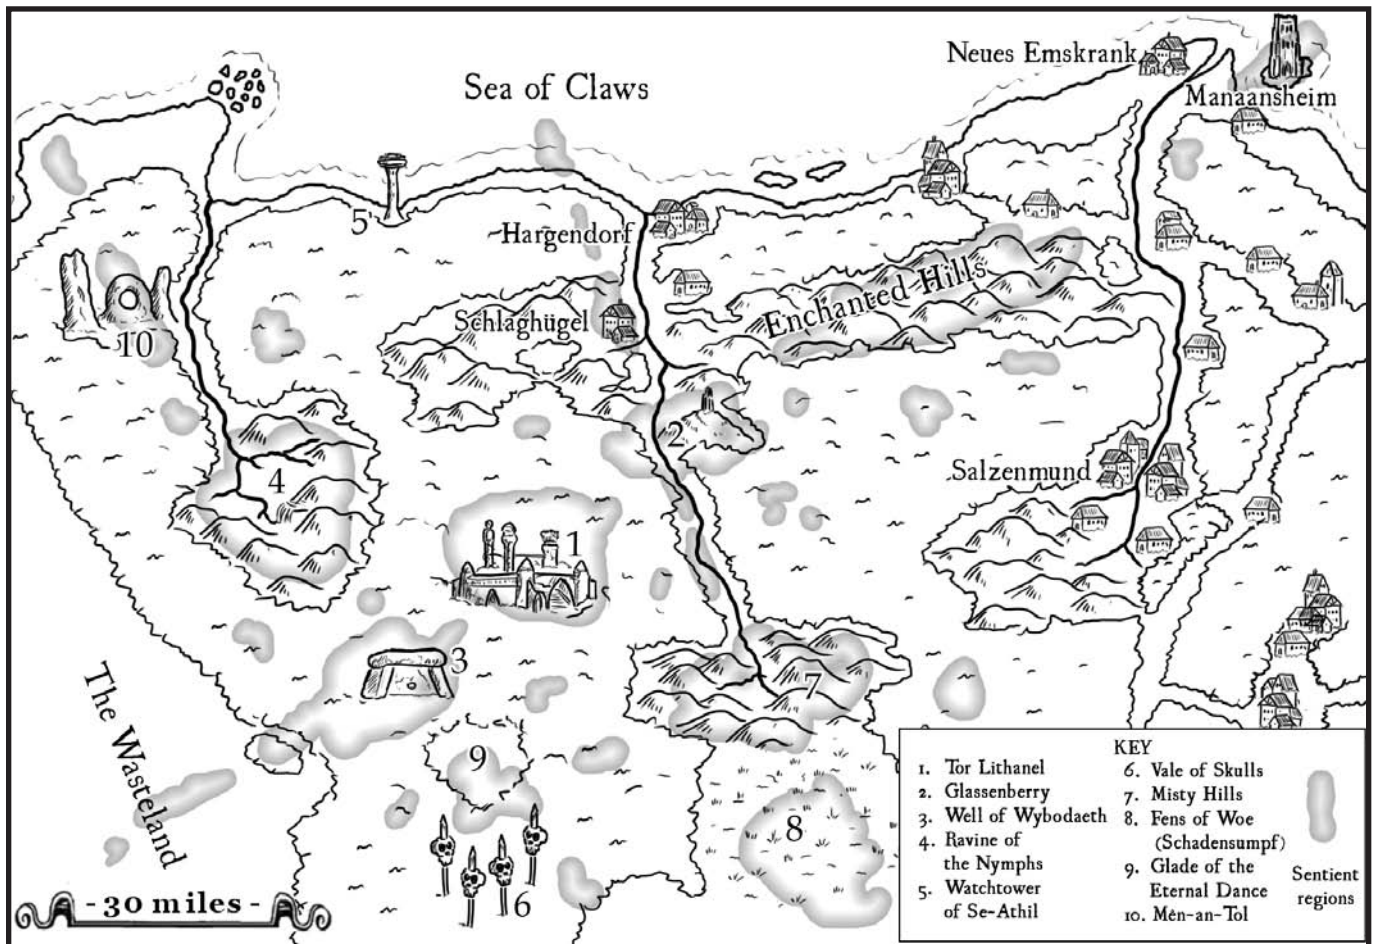 Neues Emskrank
Sea of Claws
Manaansheim
5
Hargendorf
Enchanted Hills
Schlaghügel
10
2
Salzenmund
4
1
3
7
The Wasteland
9
8
6
- 30 miles -
KEY
1. Tor Lithanel
2. Glassenberry
3. Well of Wybodaeth
4. Ravine of
the Nymphs
5. Watchtower
of Se-Athil
6. Vale of Skulls
7. Misty Hills
8. Fens of Woe
(Schadensumpf)
9. Glade of the
Eternal Dance
10. Mèn-an-Tol
Sentient
regions